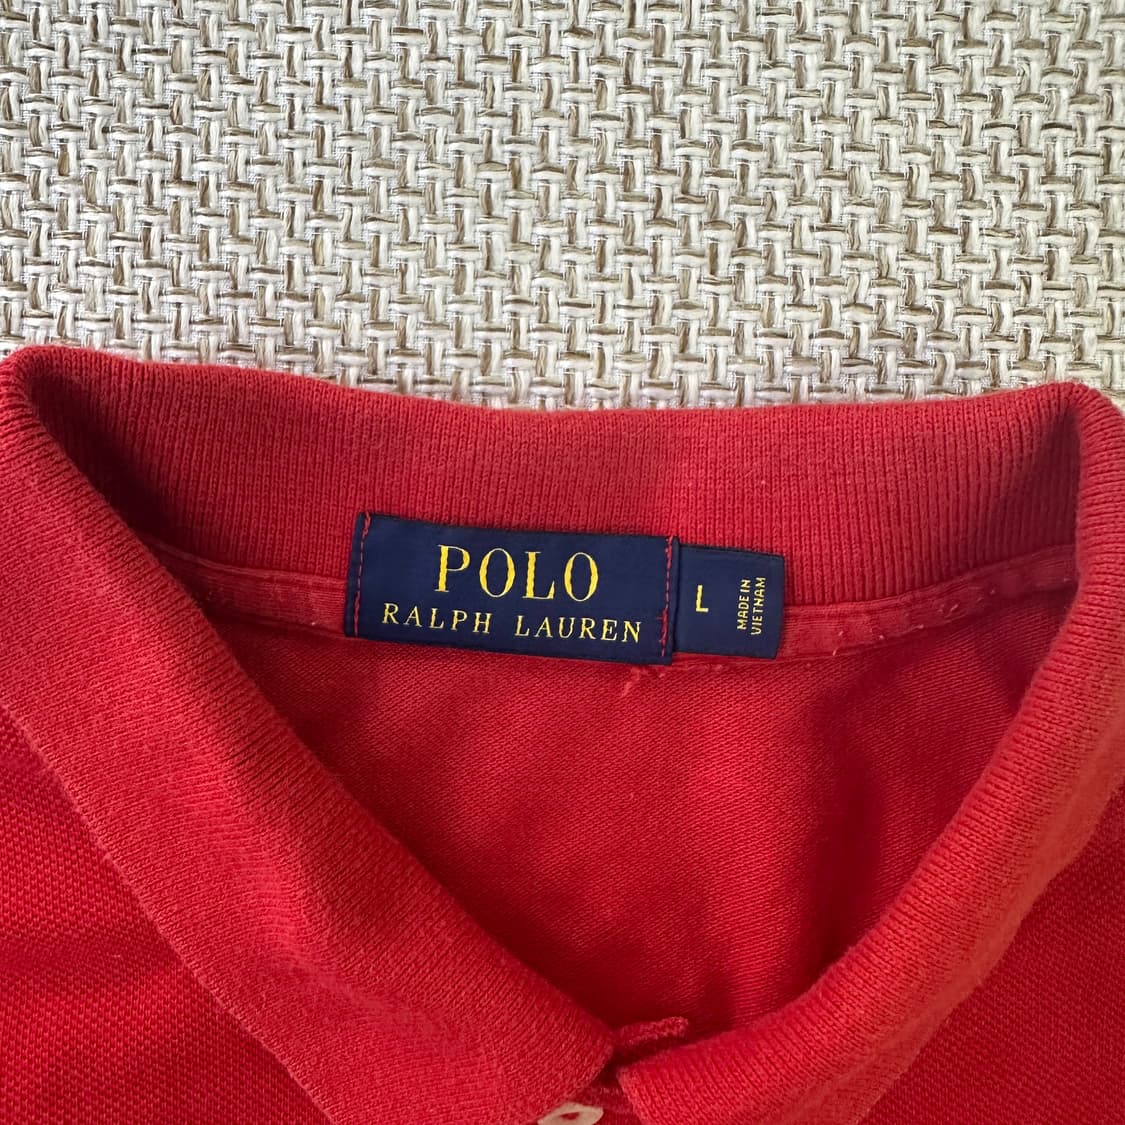 POLO
RALPH LAUREN
L
MADE IN
VIETNAM